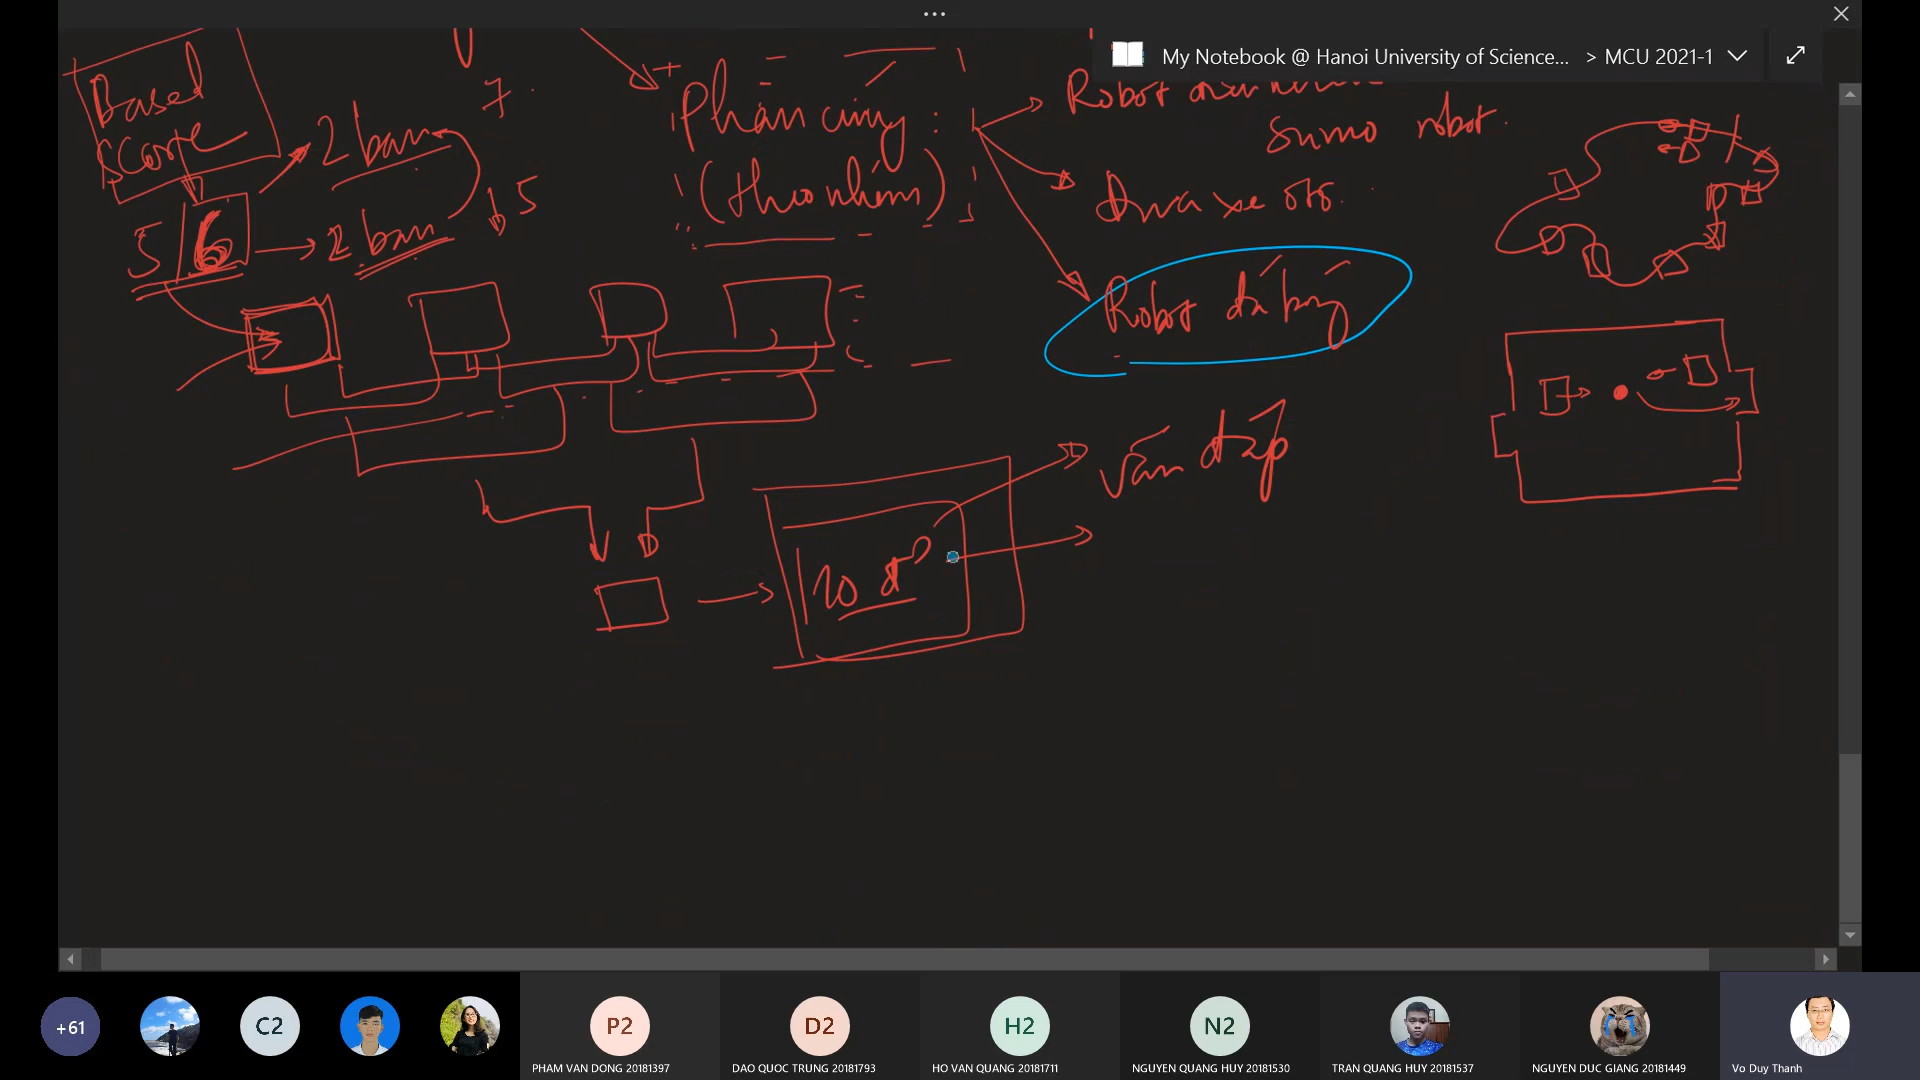 My Notebook @ Hanoi University of Science... > MCU 2021-1
Based
score
2 ban
7.
5/6
2 ban
5
+ Phần cứng :
(theo nhóm)
Robot
sumo robot.
Đua xe ôtô.
Robot đá bóng
Vấn đáp
10 đ
+61
C2
P2
D2
H2
N2
PHAM VAN DONG 20181397
DAO QUOC TRUNG 20181793
HO VAN QUANG 20181711
NGUYEN QUANG HUY 20181530
TRAN QUANG HUY 20181537
NGUYEN DUC GIANG 20181449
Vo Duy Thanh